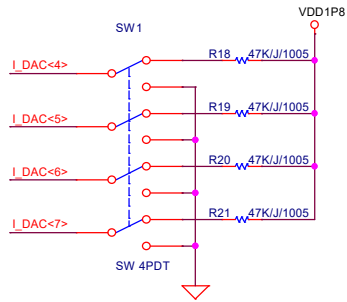 VDD1P8
SW1
I_DAC<4>
R18 47K/J/1005
I_DAC<5>
R19 47K/J/1005
I_DAC<6>
R20 47K/J/1005
I_DAC<7>
R21 47K/J/1005
SW 4PDT